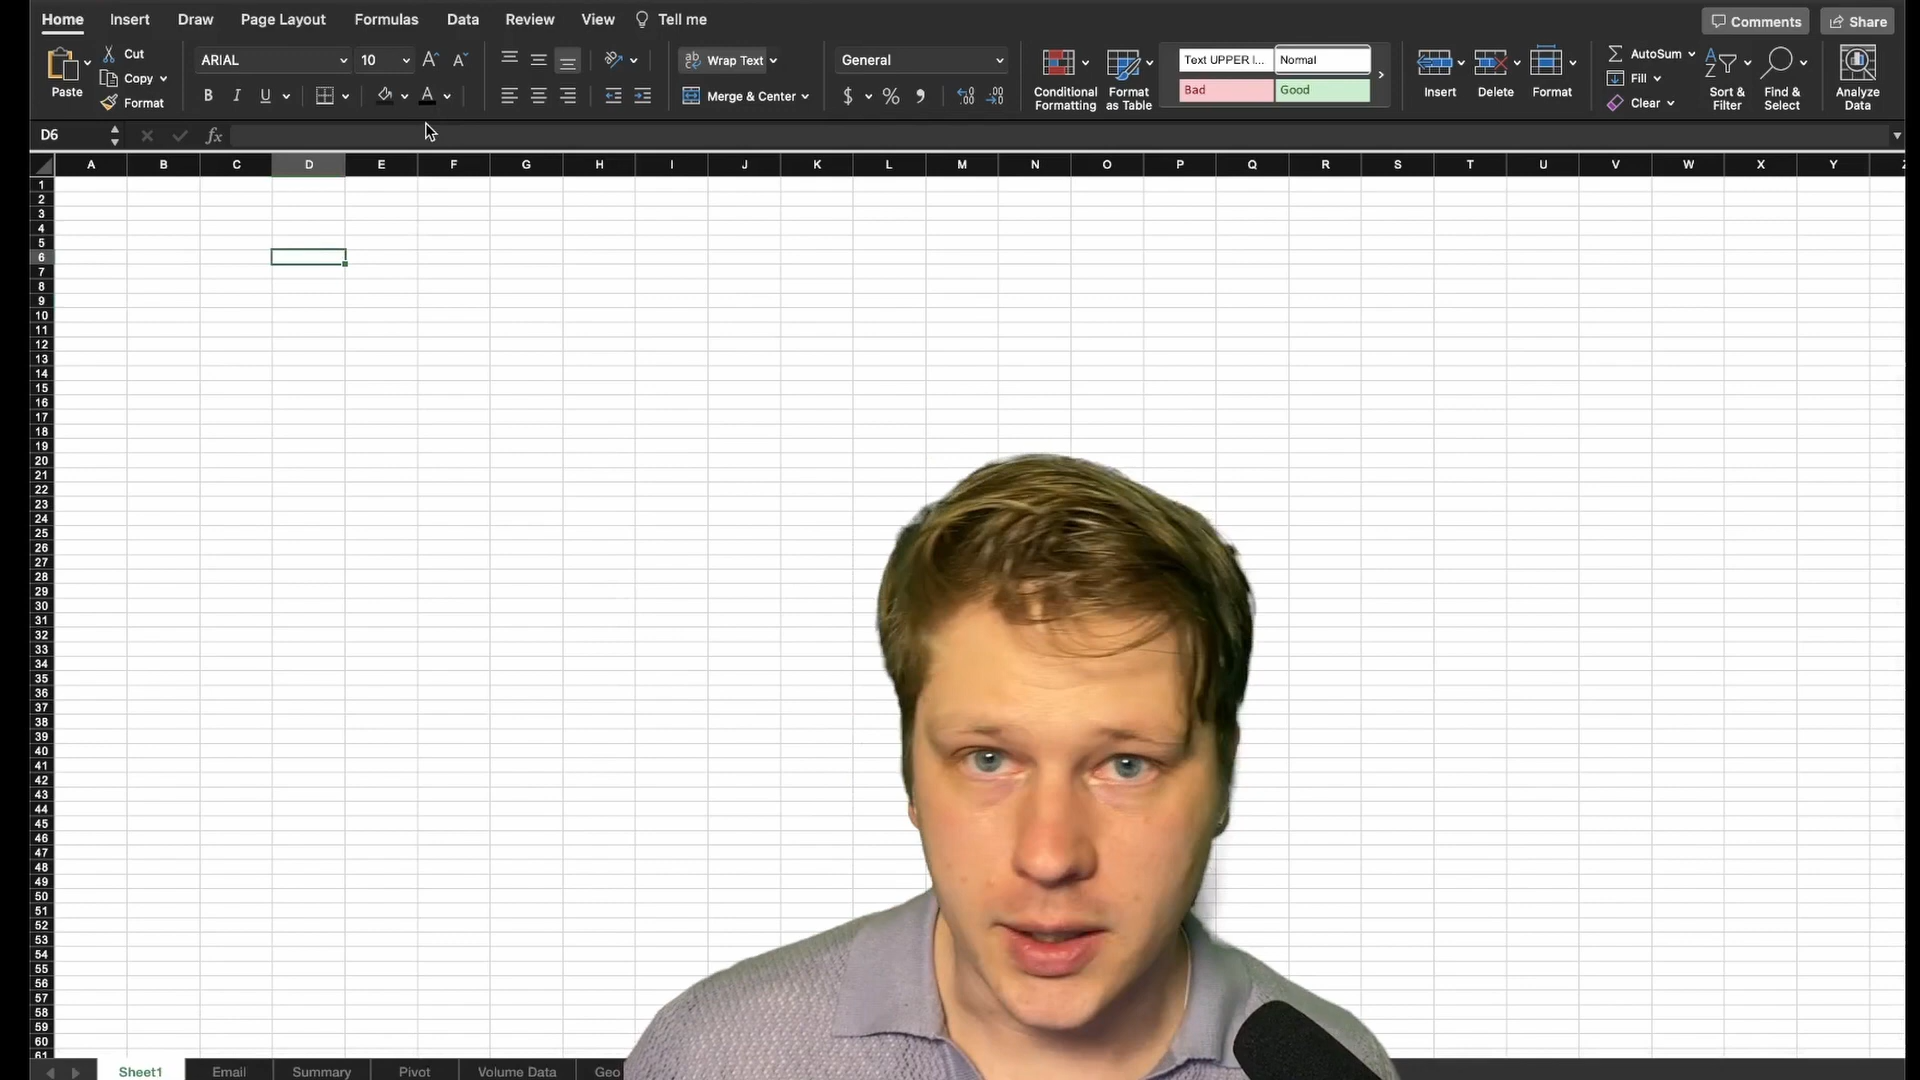 Home Insert Draw Page Layout Formulas Data Review View Tell me Comments Share
Paste Cut Copy Format
ARIAL 10
B I U A
ab Wrap Text
Merge & Center
General
$ % 9
Conditional Formatting
Format as Table
Text UPPER I... Normal
Bad Good
Insert Delete Format
AutoSum
Fill
Clear
Sort & Filter
Find & Select
Analyze Data
D6 fx
A B C D E F G H I J K L M N O P Q R S T U V W X Y
1
2
3
4
5
6
7
8
9
10
11
12
13
14
15
16
17
18
19
20
21
22
23
24
25
26
27
28
29
30
31
32
33
34
35
36
37
38
39
40
41
42
43
44
45
46
47
48
49
50
51
52
53
54
55
56
57
58
59
60
61
Sheet1 Email Summary Pivot Volume Data Geo